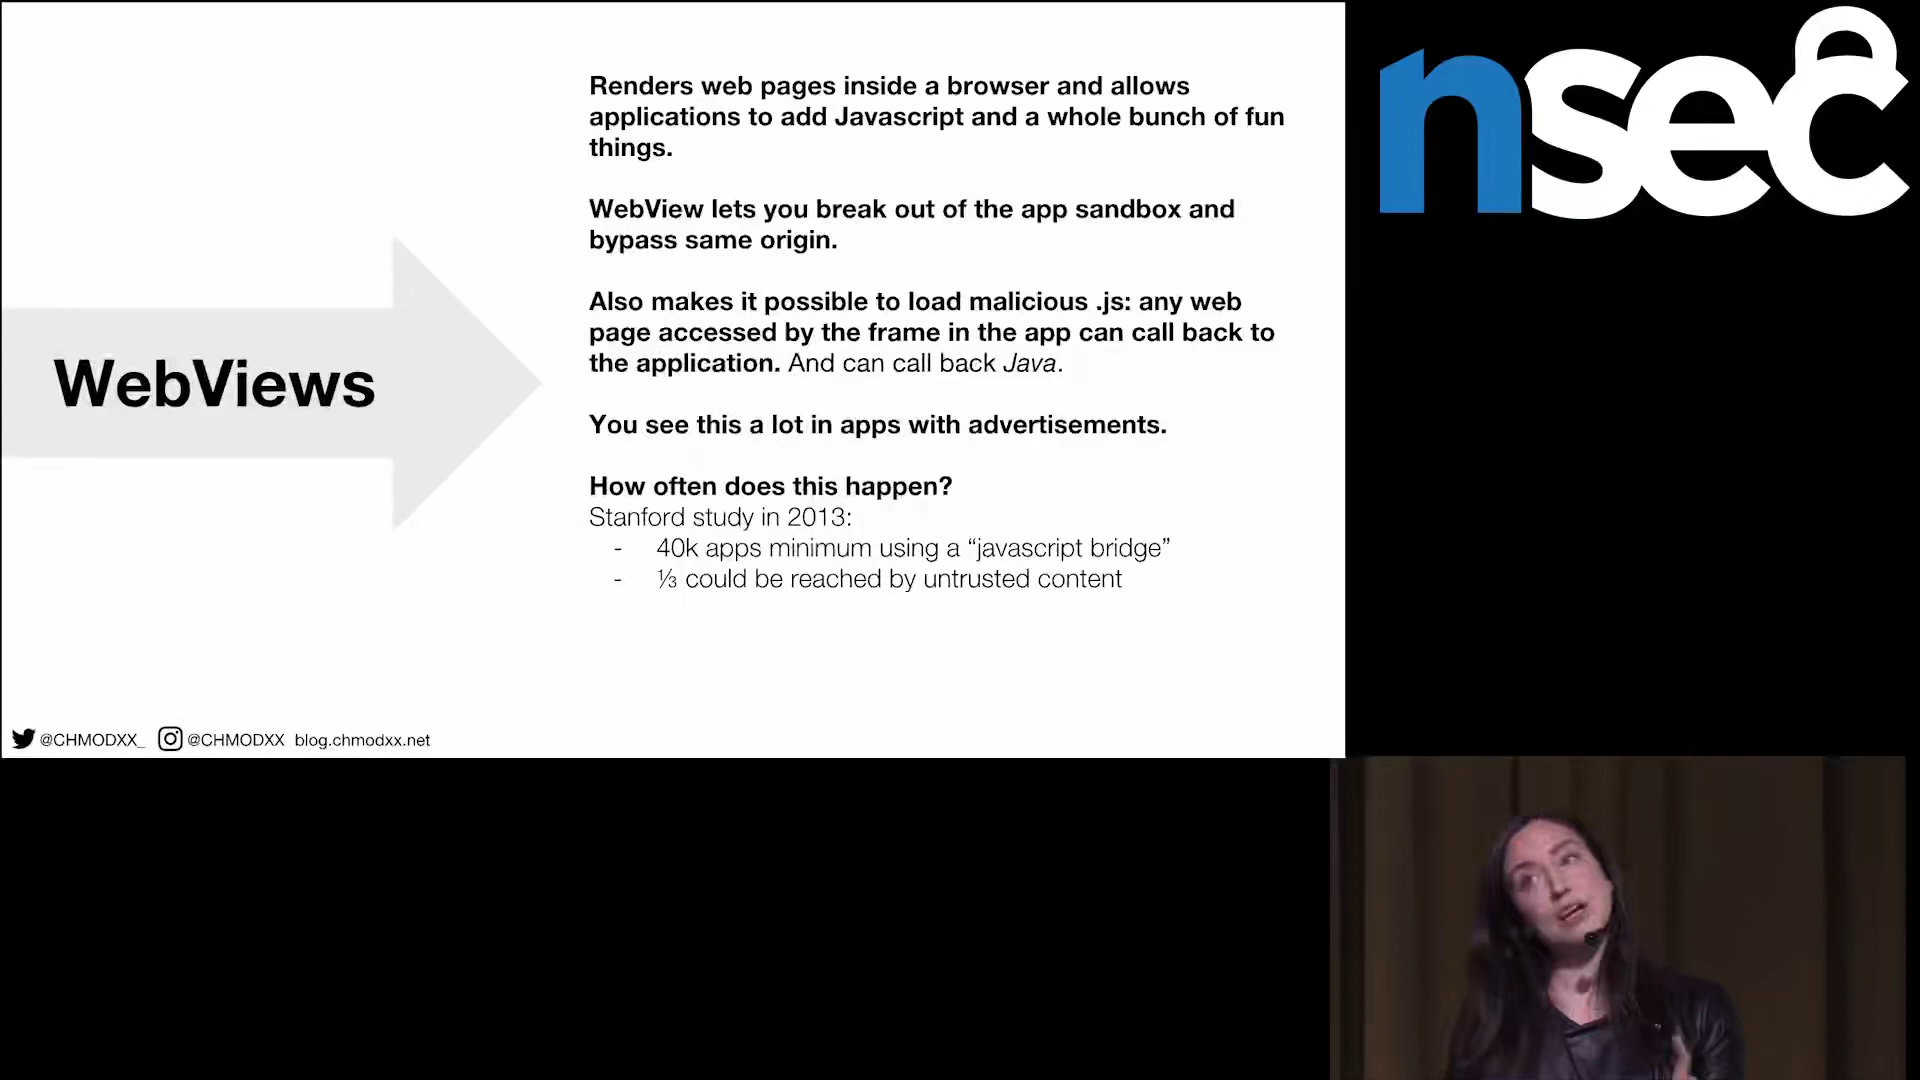 Renders web pages inside a browser and allows
applications to add Javascript and a whole bunch of fun
things.
WebView lets you break out of the app sandbox and
bypass same origin.
Also makes it possible to load malicious .js: any web
page accessed by the frame in the app can call back to
the application. And can call back Java.
You see this a lot in apps with advertisements.
How often does this happen?
Stanford study in 2013:
- 40k apps minimum using a “javascript bridge”
- ⅓ could be reached by untrusted content
WebViews
@CHMODXX_ @CHMODXX blog.chmodxx.net
nsec